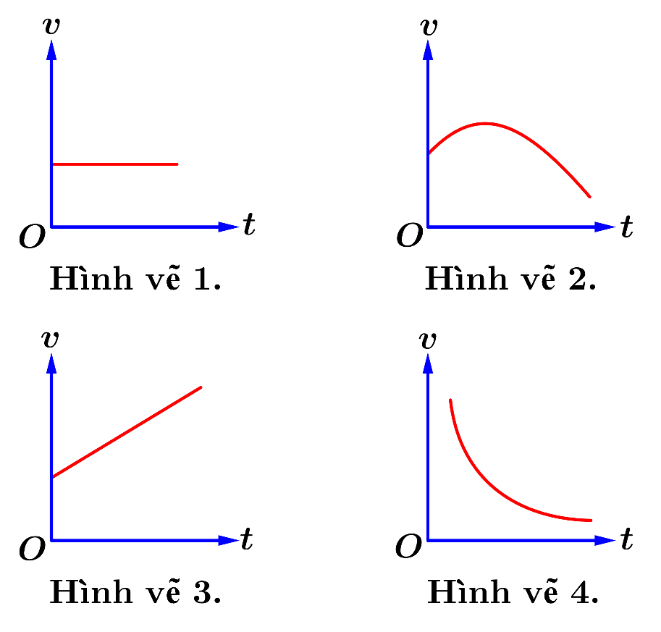 v
v
O
t
O
t
Hình vẽ 1.
Hình vẽ 2.
v
v
O
t
O
t
Hình vẽ 3.
Hình vẽ 4.